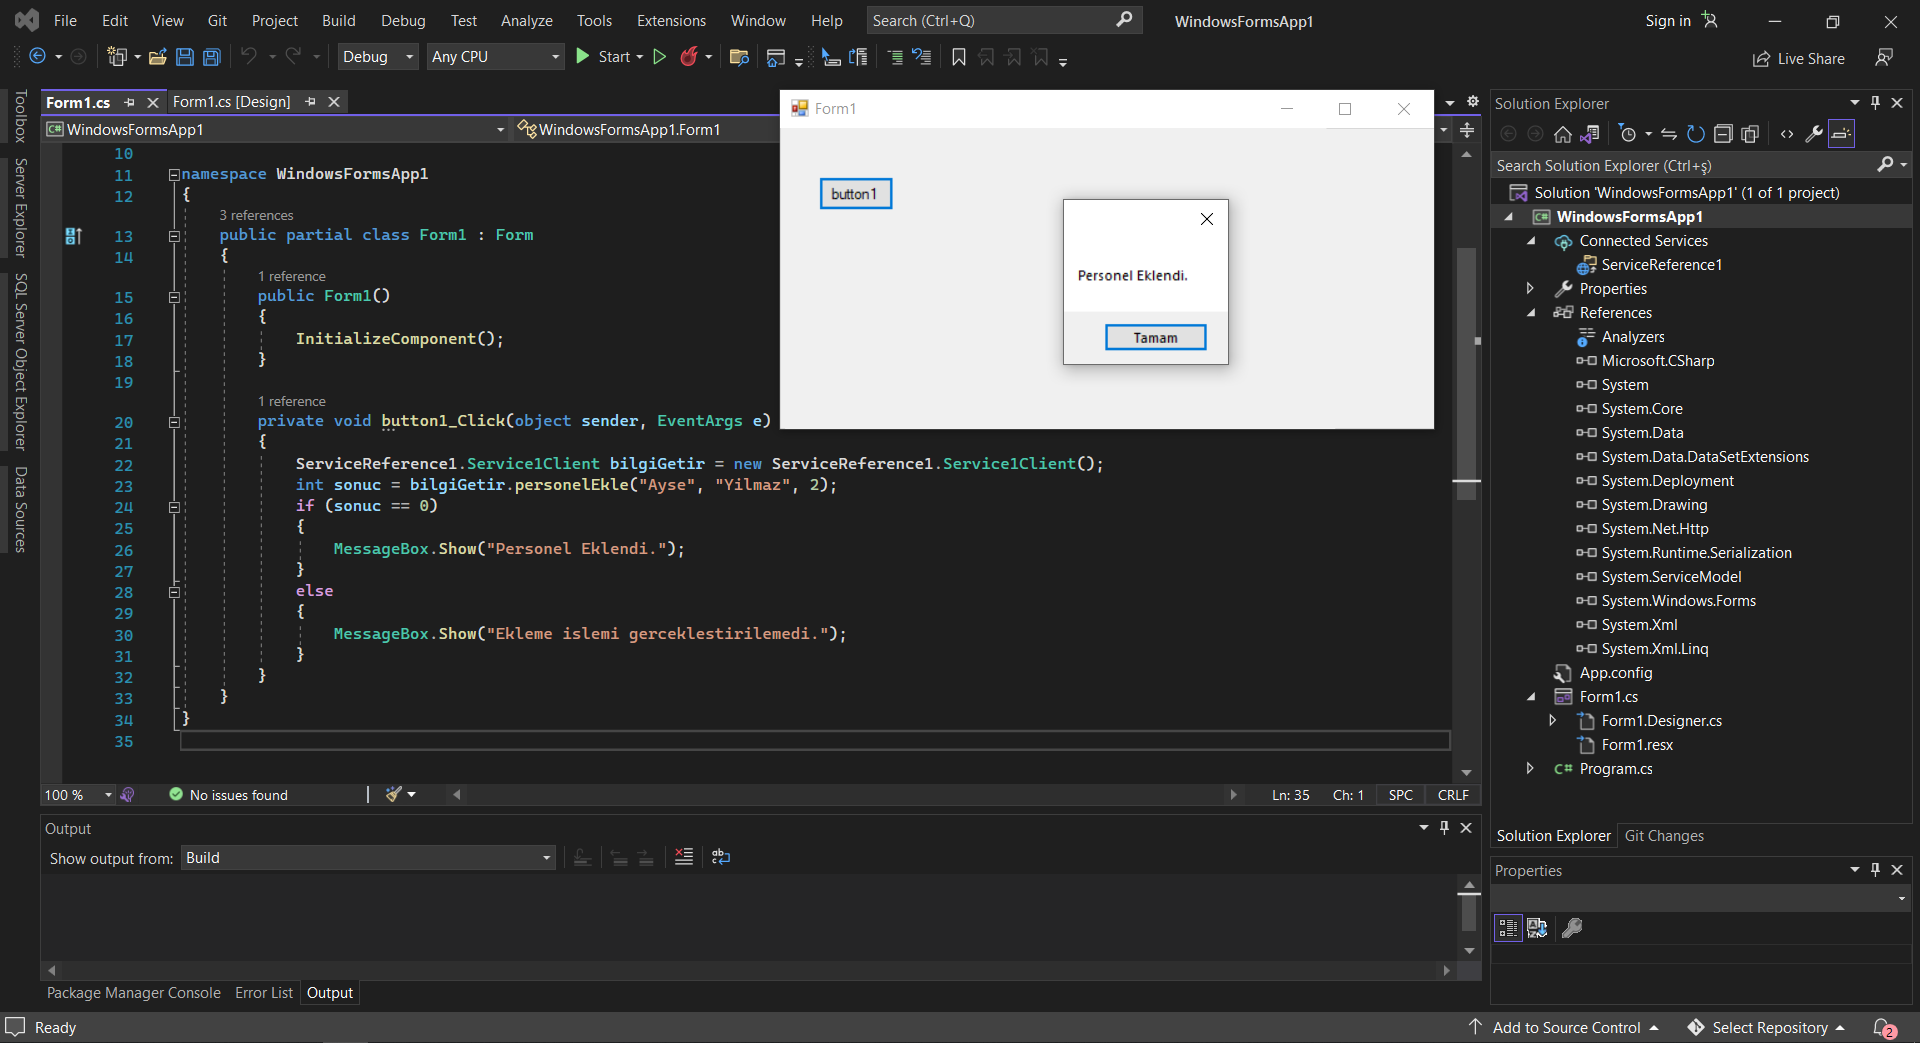 File Edit View Git Project Build Debug Test Analyze Tools Extensions Window Help Search (Ctrl+Q) WindowsFormsApp1 Sign in
Debug Any CPU Start Live Share
Toolbox
Server Explorer
SQL Server Object Explorer
Data Sources
Form1.cs Form1.cs [Design]
WindowsFormsApp1 WindowsFormsApp1.Form1
10
11 namespace WindowsFormsApp1
12 {
3 references
13 public partial class Form1 : Form
14 {
1 reference
15 public Form1()
16 {
17 InitializeComponent();
18 }
19
1 reference
20 private void button1_Click(object sender, EventArgs e)
21 {
22 ServiceReference1.Service1Client bilgiGetir = new ServiceReference1.Service1Client();
23 int sonuc = bilgiGetir.personelEkle("Ayse", "Yilmaz", 2);
24 if (sonuc == 0)
25 {
26 MessageBox.Show("Personel Eklendi.");
27 }
28 else
29 {
30 MessageBox.Show("Ekleme islemi gerceklestirilemedi.");
31 }
32 }
33 }
34 }
35
Form1
button1
Personel Eklendi.
Tamam
100 % No issues found Ln: 35 Ch: 1 SPC CRLF
Output
Show output from: Build
Package Manager Console Error List Output
Solution Explorer
Search Solution Explorer (Ctrl+ş)
Solution 'WindowsFormsApp1' (1 of 1 project)
C# WindowsFormsApp1
Connected Services
ServiceReference1
Properties
References
Analyzers
Microsoft.CSharp
System
System.Core
System.Data
System.Data.DataSetExtensions
System.Deployment
System.Drawing
System.Net.Http
System.Runtime.Serialization
System.ServiceModel
System.Windows.Forms
System.Xml
System.Xml.Linq
App.config
Form1.cs
Form1.Designer.cs
Form1.resx
C# Program.cs
Solution Explorer Git Changes
Properties
Ready Add to Source Control Select Repository 2